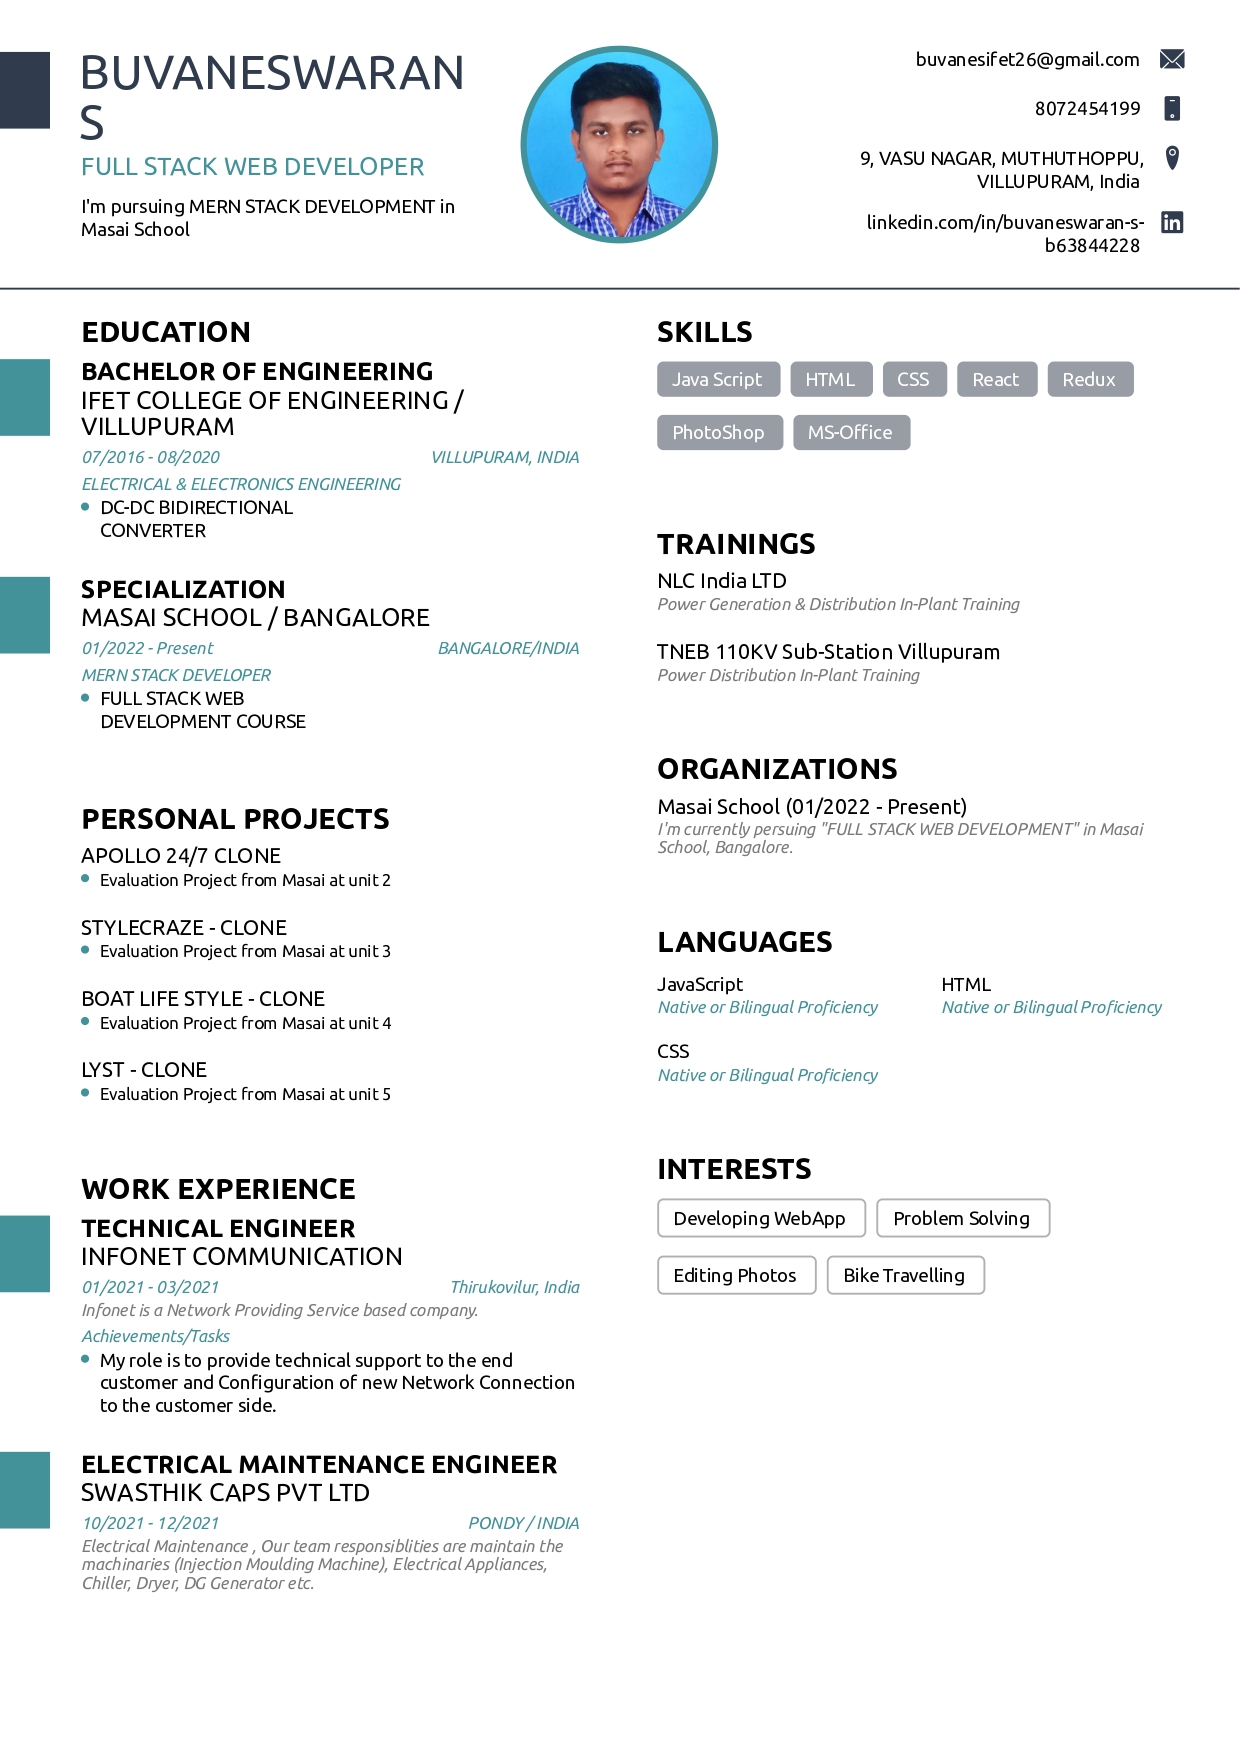 BUVANESWARAN
S
FULL STACK WEB DEVELOPER
I'm pursuing MERN STACK DEVELOPMENT in
Masai School
buvanesifet26@gmail.com
8072454199
9, VASU NAGAR, MUTHUTHOPPU,
VILLUPURAM, India
linkedin.com/in/buvaneswaran-s-
b63844228
EDUCATION
BACHELOR OF ENGINEERING
IFET COLLEGE OF ENGINEERING /
VILLUPURAM
07/2016 - 08/2020 VILLUPURAM, INDIA
ELECTRICAL & ELECTRONICS ENGINEERING
DC-DC BIDIRECTIONAL
CONVERTER
SPECIALIZATION
MASAI SCHOOL / BANGALORE
01/2022 - Present BANGALORE/INDIA
MERN STACK DEVELOPER
FULL STACK WEB
DEVELOPMENT COURSE
PERSONAL PROJECTS
APOLLO 24/7 CLONE
Evaluation Project from Masai at unit 2
STYLECRAZE - CLONE
Evaluation Project from Masai at unit 3
BOAT LIFE STYLE - CLONE
Evaluation Project from Masai at unit 4
LYST - CLONE
Evaluation Project from Masai at unit 5
WORK EXPERIENCE
TECHNICAL ENGINEER
INFONET COMMUNICATION
01/2021 - 03/2021 Thirukovilur, India
Infonet is a Network Providing Service based company.
Achievements/Tasks
My role is to provide technical support to the end
customer and Configuration of new Network Connection
to the customer side.
ELECTRICAL MAINTENANCE ENGINEER
SWASTHIK CAPS PVT LTD
10/2021 - 12/2021 PONDY / INDIA
Electrical Maintenance , Our team responsiblities are maintain the
machinaries (Injection Moulding Machine), Electrical Appliances,
Chiller, Dryer, DG Generator etc.
SKILLS
Java Script HTML CSS React Redux
PhotoShop MS-Office
TRAININGS
NLC India LTD
Power Generation & Distribution In-Plant Training
TNEB 110KV Sub-Station Villupuram
Power Distribution In-Plant Training
ORGANIZATIONS
Masai School (01/2022 - Present)
I'm currently persuing "FULL STACK WEB DEVELOPMENT" in Masai
School, Bangalore.
LANGUAGES
JavaScript HTML
Native or Bilingual Proficiency Native or Bilingual Proficiency
CSS
Native or Bilingual Proficiency
INTERESTS
Developing WebApp Problem Solving
Editing Photos Bike Travelling